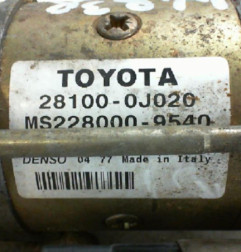 TOYOTA
28100-0J020
MS228000-9540
DENSO 04 77 Made in Italy